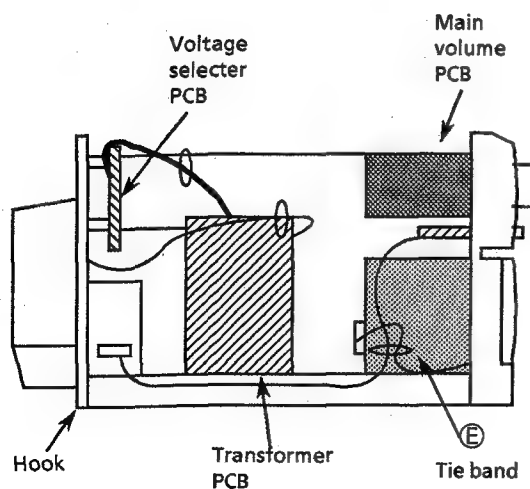 Voltage
selecter
PCB
Main
volume
PCB
Hook
Transformer
PCB
Ⓔ
Tie band